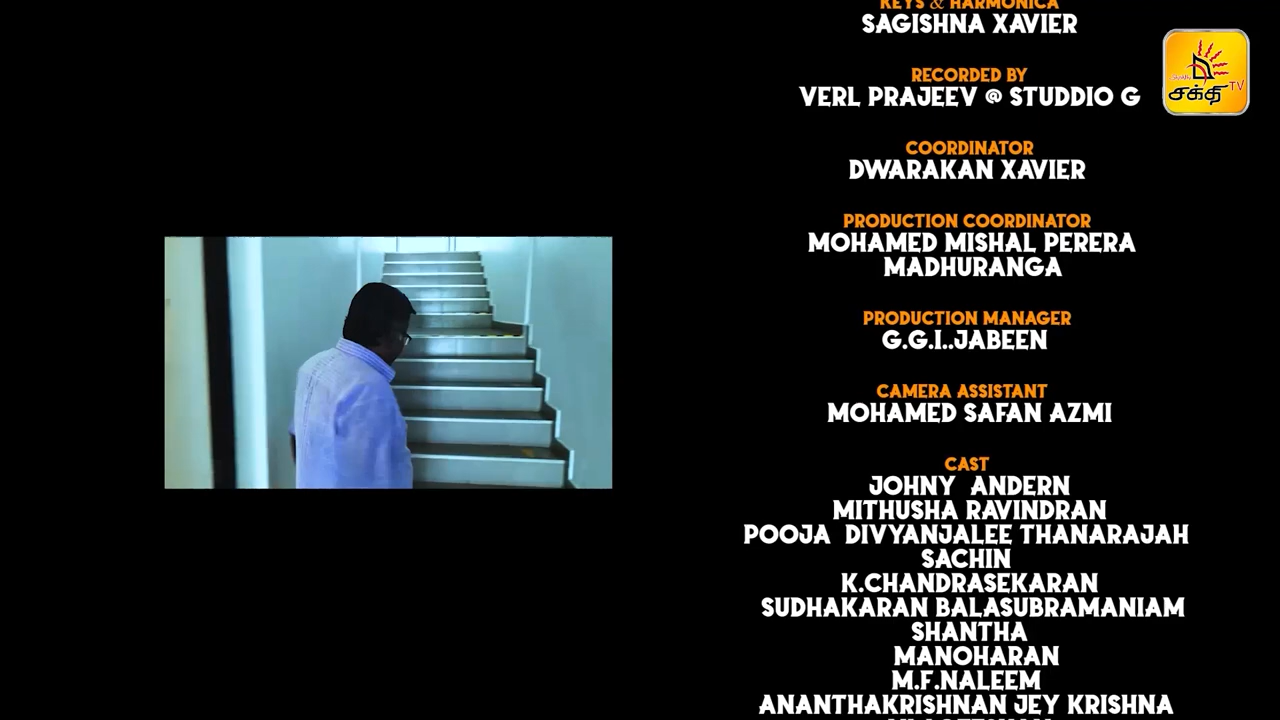 KEYS & HARMONICA
SAGISHNA XAVIER
RECORDED BY
VERL PRAJEEV @ STUDDIO G
COORDINATOR
DWARAKAN XAVIER
PRODUCTION COORDINATOR
MOHAMED MISHAL PERERA
MADHURANGA
PRODUCTION MANAGER
G.G.I..JABEEN
CAMERA ASSISTANT
MOHAMED SAFAN AZMI
CAST
JOHNY ANDERN
MITHUSHA RAVINDRAN
POOJA DIVYANJALEE THANARAJAH
SACHIN
K.CHANDRASEKARAN
SUDHAKARAN BALASUBRAMANIAM
SHANTHA
MANOHARAN
M.F.NALEEM
ANANTHAKRISHNAN JEY KRISHNA
சக்தி TV